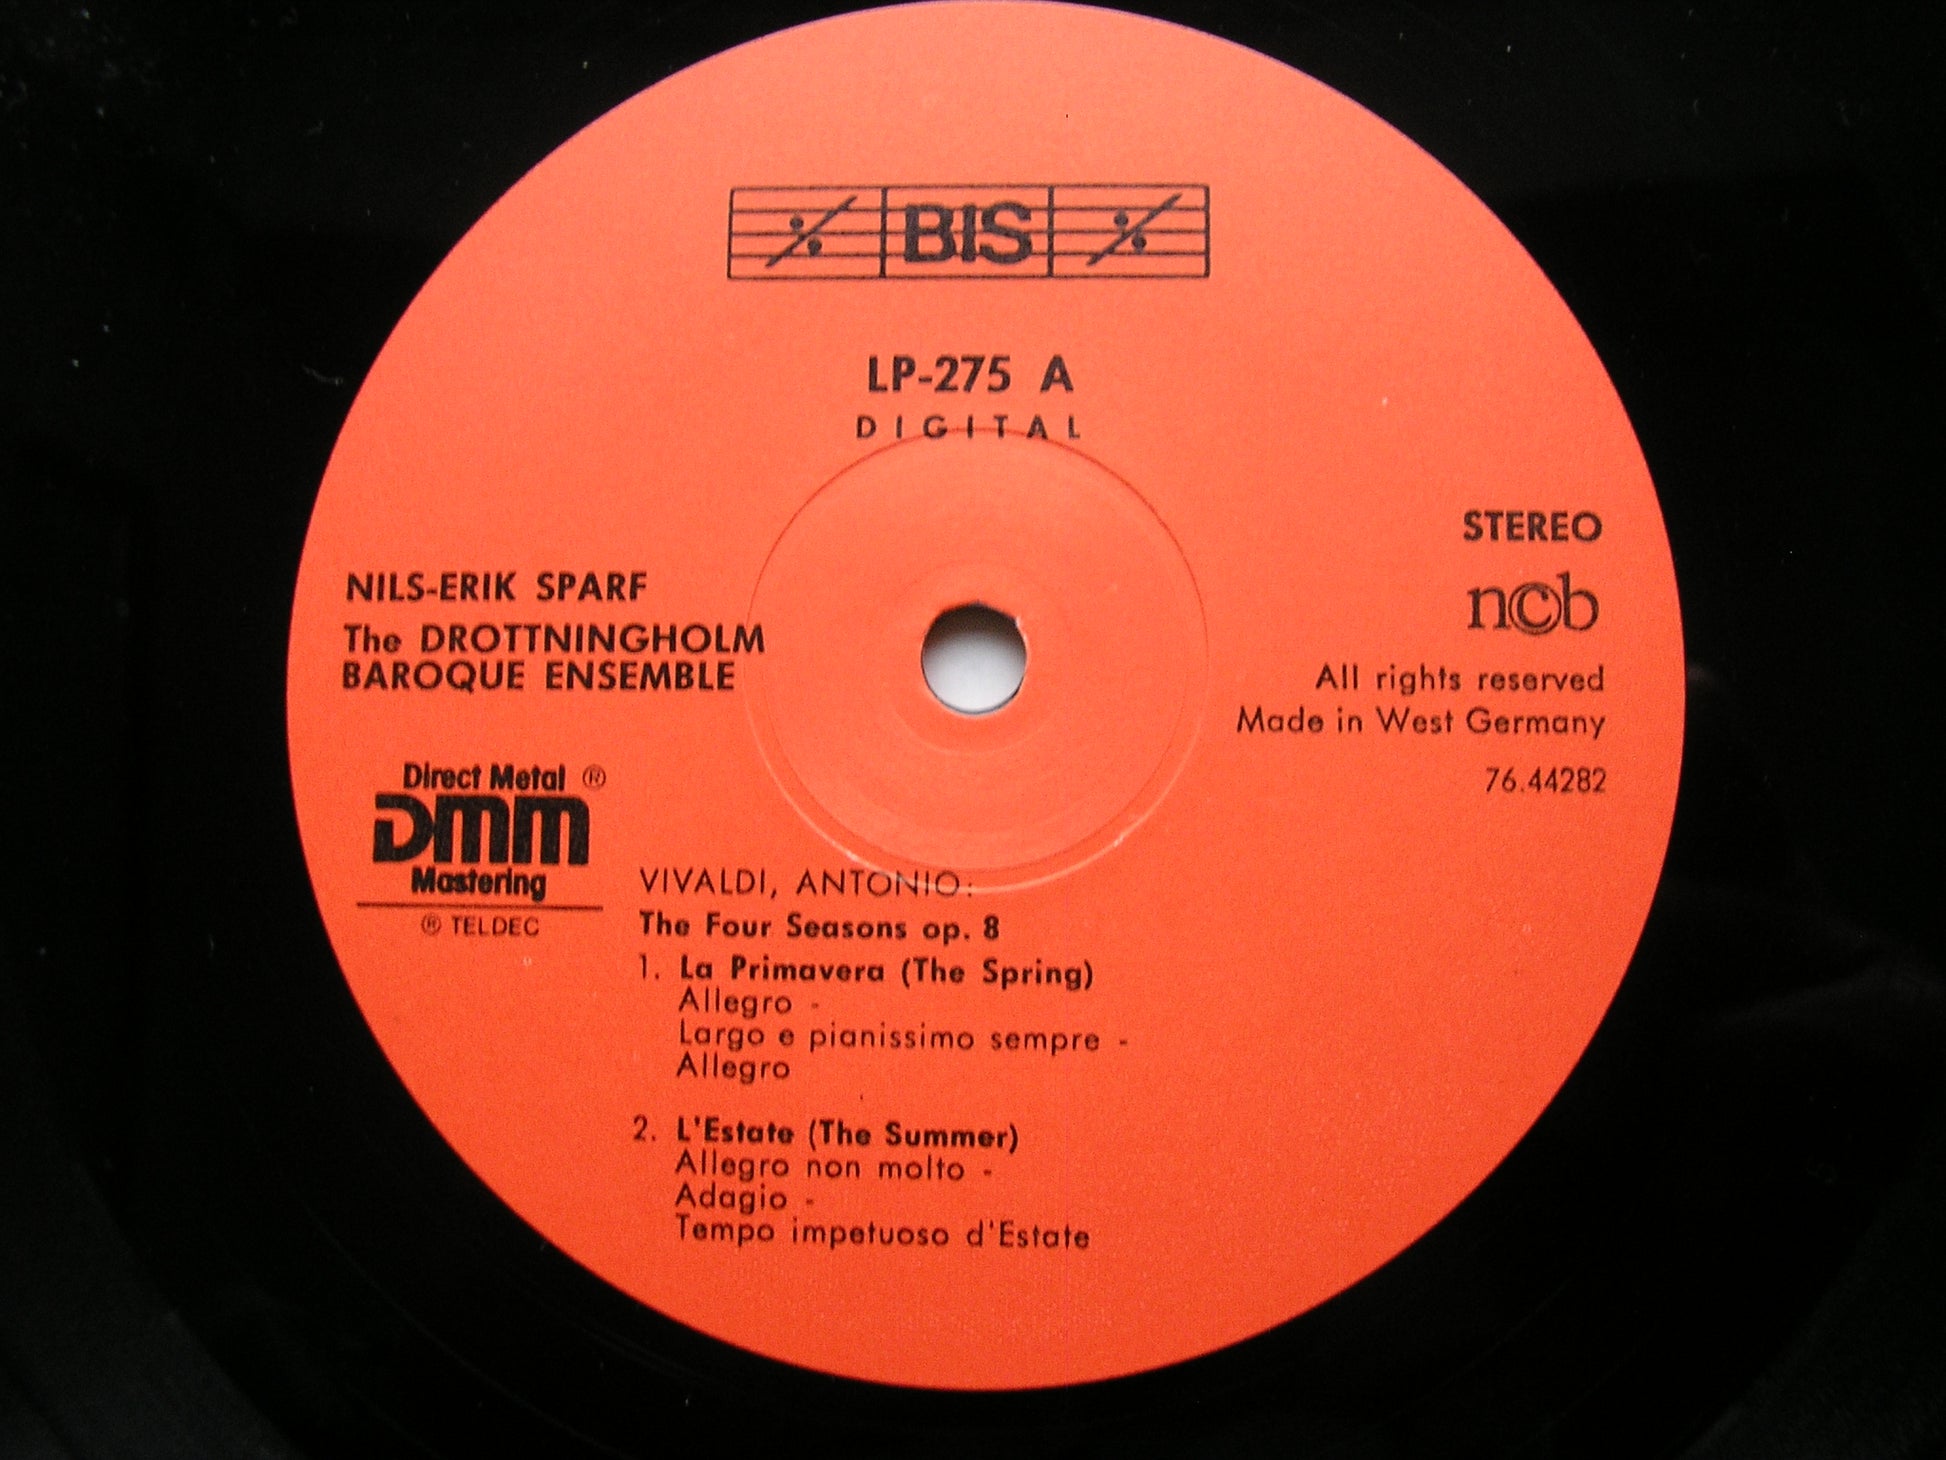 BIS
LP-275 A
DIGITAL
STEREO
ncb
All rights reserved
Made in West Germany
76.44282
NILS-ERIK SPARF
The DROTTNINGHOLM
BAROQUE ENSEMBLE
Direct Metal ®
DMM
Mastering
® TELDEC
VIVALDI, ANTONIO:
The Four Seasons op. 8
1. La Primavera (The Spring)
Allegro -
Largo e pianissimo sempre -
Allegro
2. L'Estate (The Summer)
Allegro non molto -
Adagio -
Tempo impetuoso d'Estate